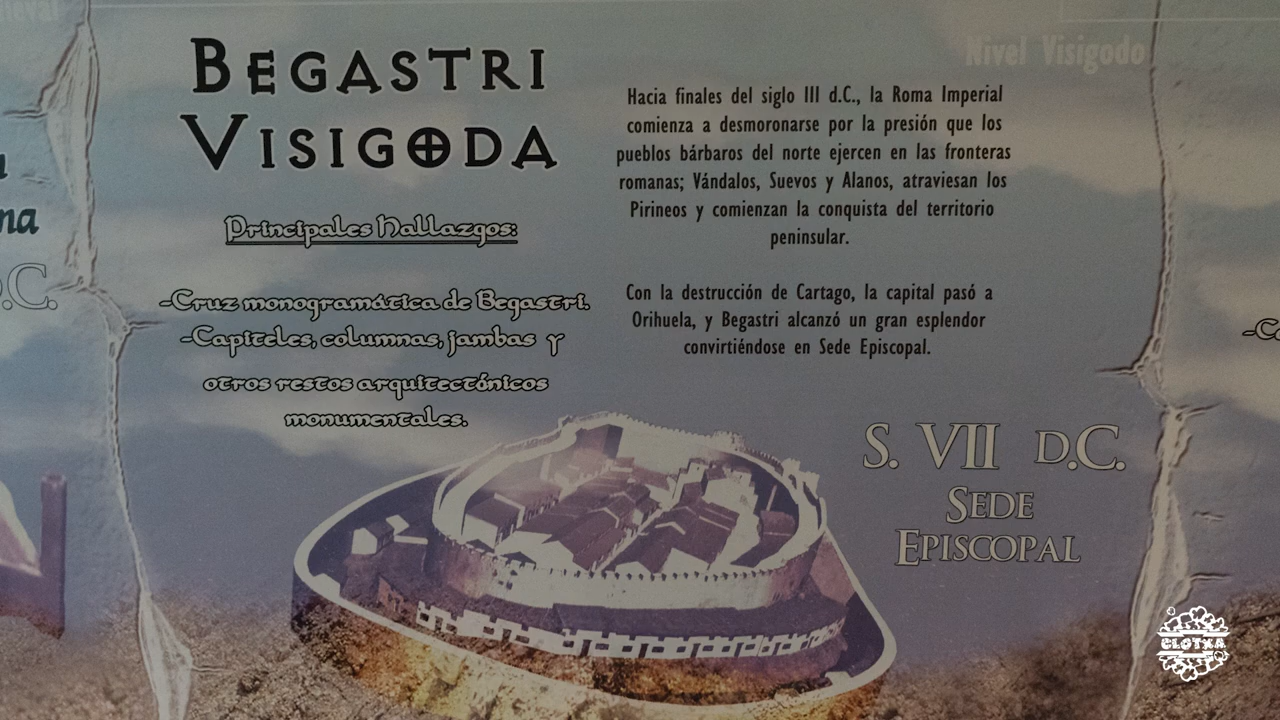 BEGASTRI
VISIGODA
Principales Hallazgos:
-Cruz monogramática de Begastri.
-Capiteles, columnas, jambas y
otros restos arquitectónicos
monumentales.
Nivel Visigodo
Hacia finales del siglo III d.C., la Roma Imperial
comienza a desmoronarse por la presión que los
pueblos bárbaros del norte ejercen en las fronteras
romanas; Vándalos, Suevos y Alanos, atraviesan los
Pirineos y comienzan la conquista del territorio
peninsular.
Con la destrucción de Cartago, la capital pasó a
Orihuela, y Begastri alcanzó un gran esplendor
convirtiéndose en Sede Episcopal.
S. VII D.C.
SEDE
EPISCOPAL
CLOTXA